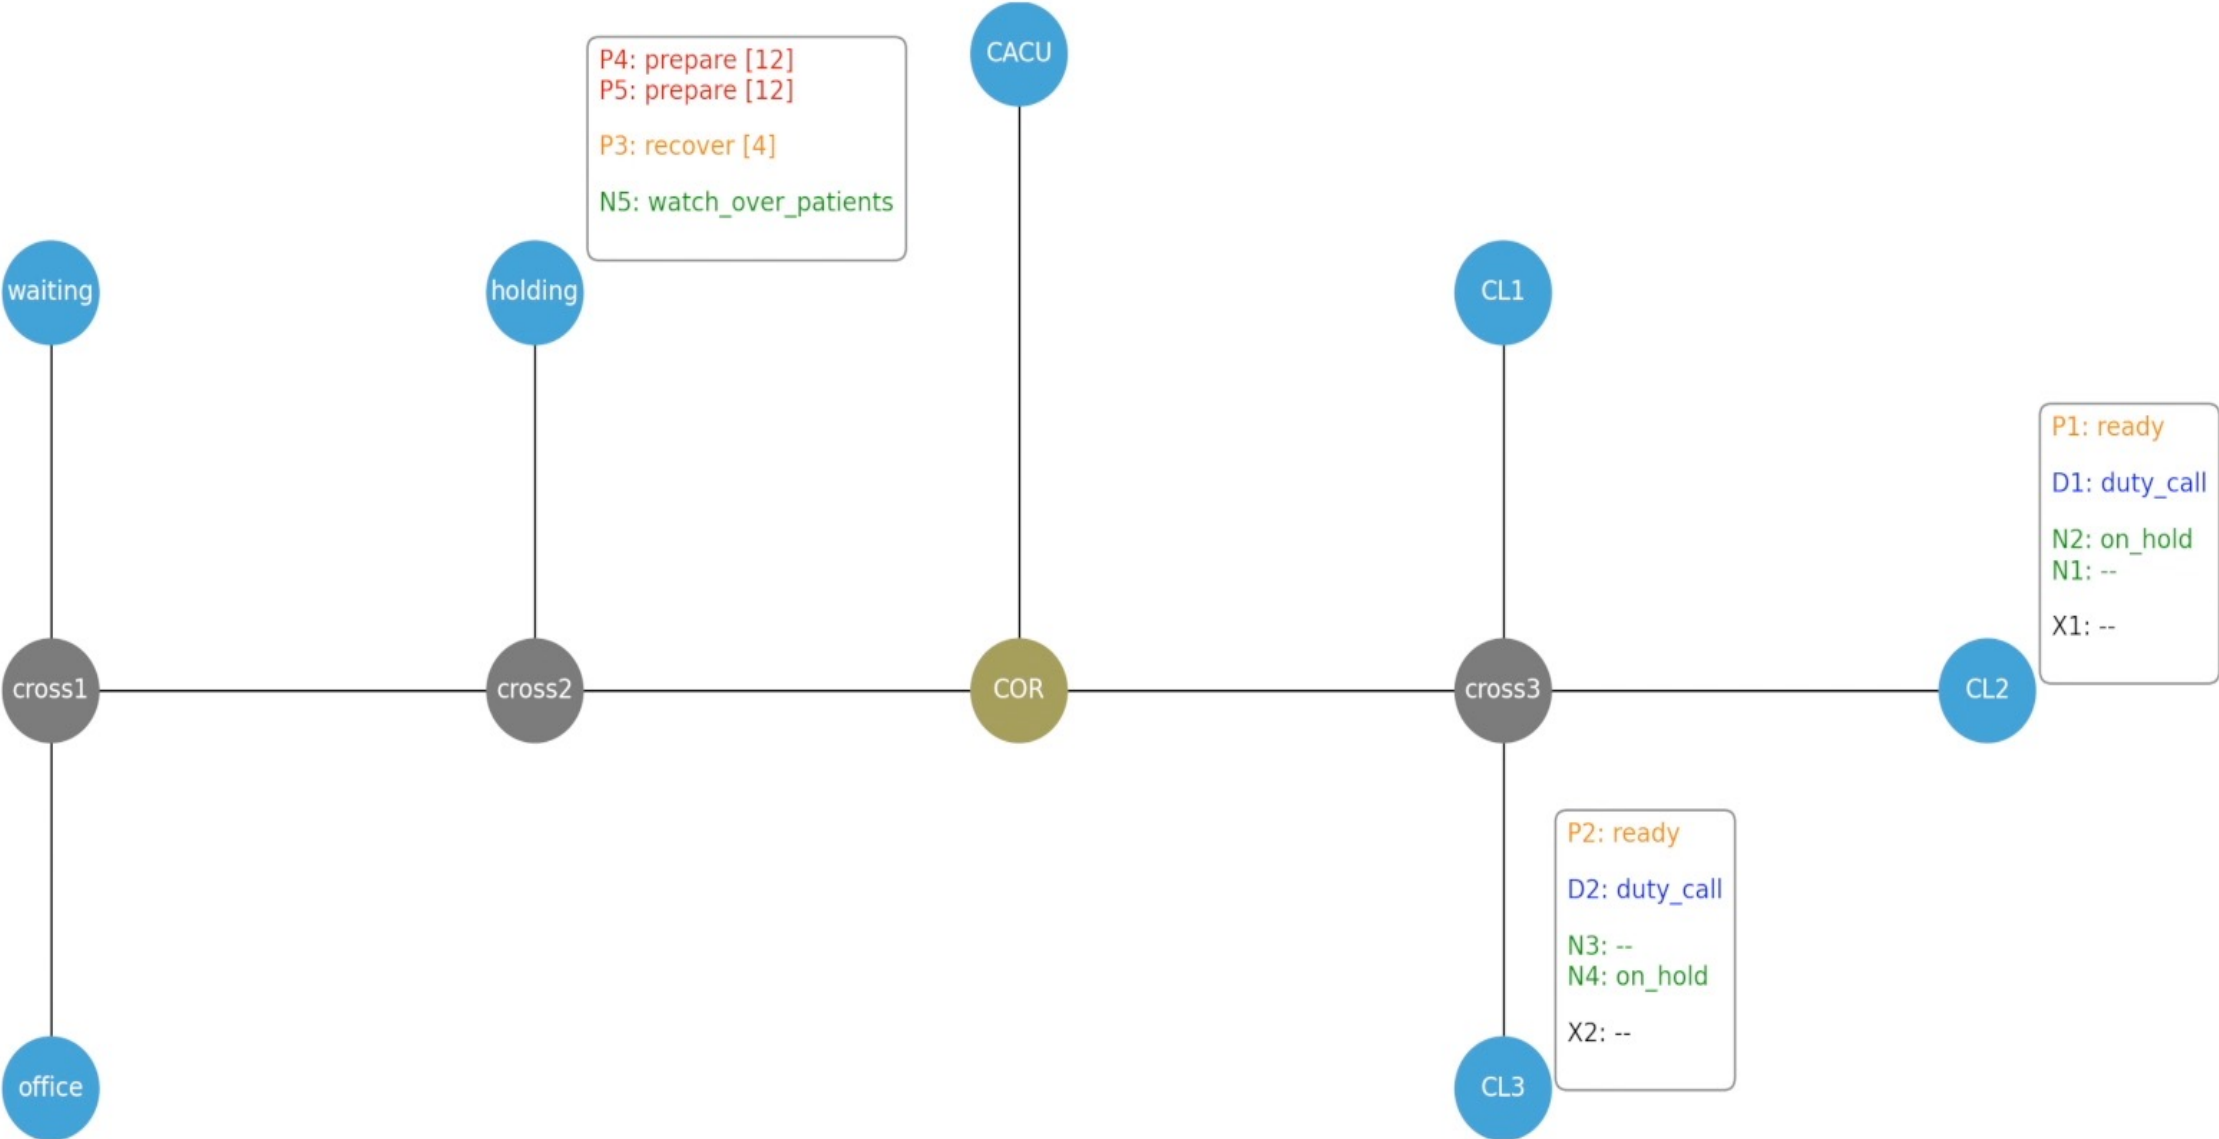 CACU
P4: prepare [12]
P5: prepare [12]
P3: recover [4]
N5: watch_over_patients
waiting
holding
CL1
P1: ready
D1: duty_call
N2: on_hold
N1: --
X1: --
cross1
cross2
COR
cross3
CL2
P2: ready
D2: duty_call
N3: --
N4: on_hold
X2: --
office
CL3